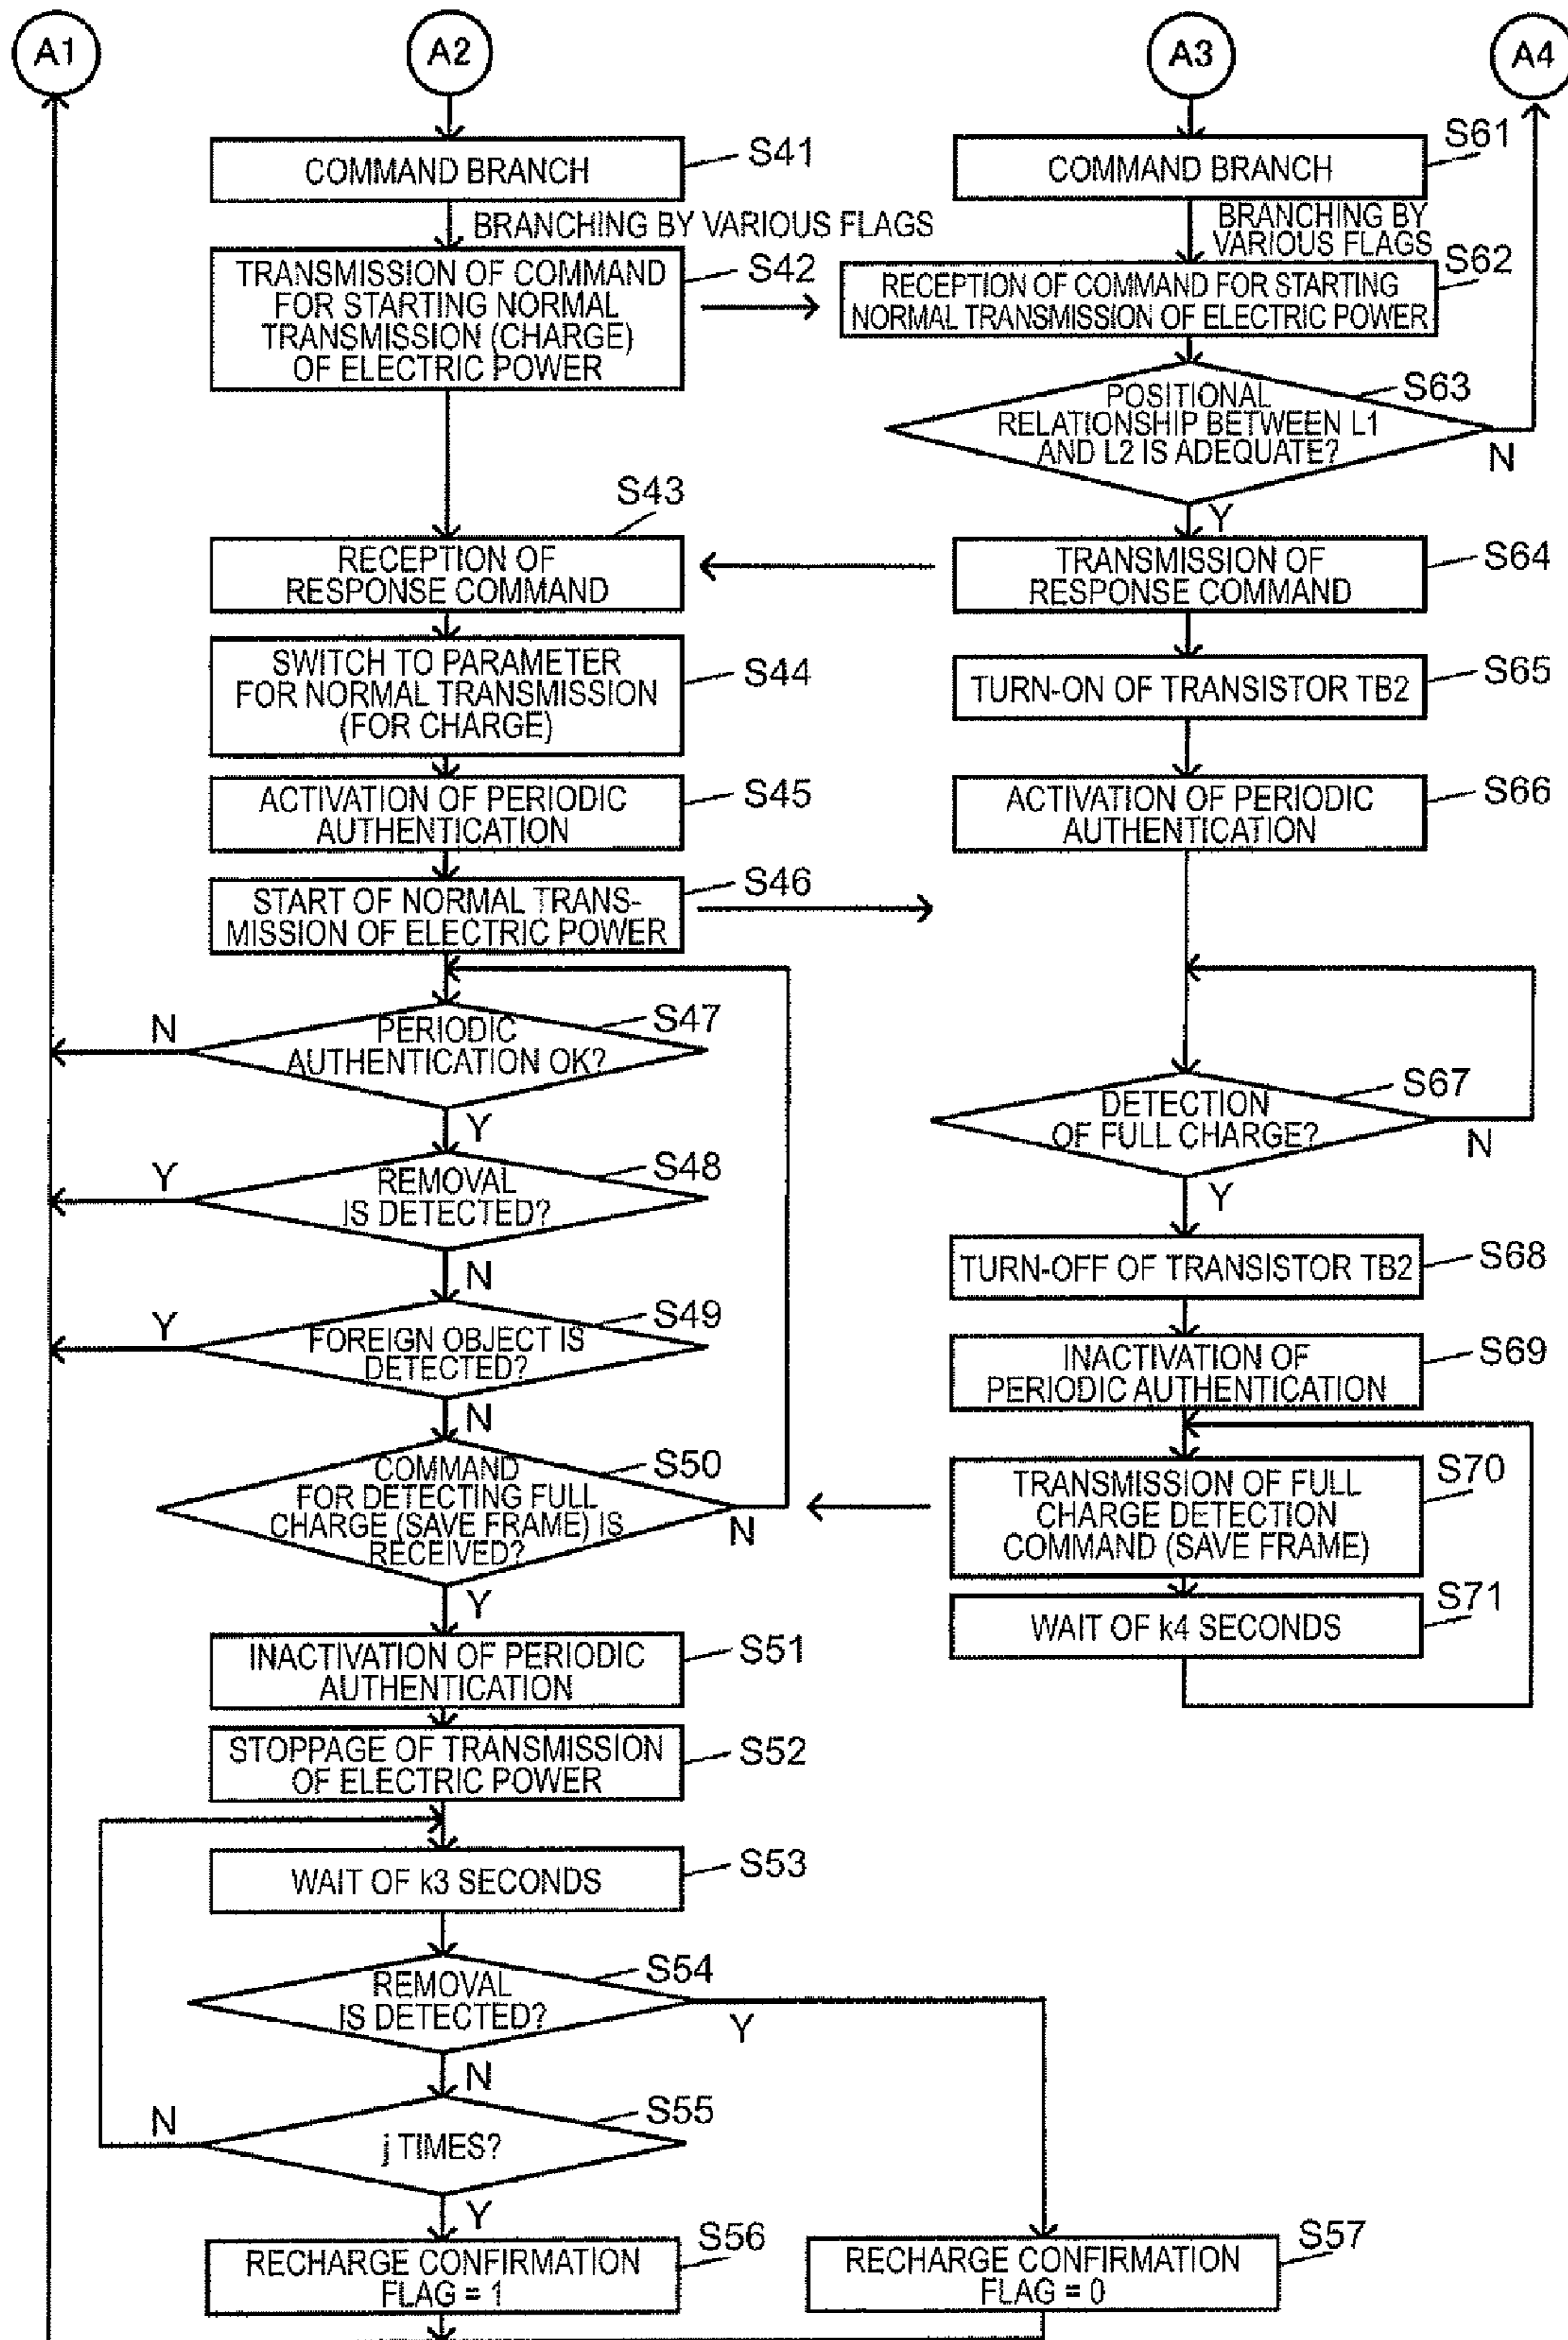 A1
A2
A3
A4
COMMAND BRANCH
S41
BRANCHING BY VARIOUS FLAGS
TRANSMISSION OF COMMAND
FOR STARTING NORMAL
TRANSMISSION (CHARGE)
OF ELECTRIC POWER
S42
S43
RECEPTION OF
RESPONSE COMMAND
SWITCH TO PARAMETER
FOR NORMAL TRANSMISSION
(FOR CHARGE)
S44
ACTIVATION OF PERIODIC
AUTHENTICATION
S45
START OF NORMAL TRANS-
MISSION OF ELECTRIC POWER
S46
PERIODIC
AUTHENTICATION OK?
S47
N
Y
REMOVAL
IS DETECTED?
S48
Y
N
FOREIGN OBJECT IS
DETECTED?
S49
Y
N
COMMAND
FOR DETECTING FULL
CHARGE (SAVE FRAME) IS
RECEIVED?
S50
N
Y
INACTIVATION OF PERIODIC
AUTHENTICATION
S51
STOPPAGE OF TRANSMISSION
OF ELECTRIC POWER
S52
WAIT OF k3 SECONDS
S53
REMOVAL
IS DETECTED?
S54
Y
N
j TIMES?
S55
N
Y
RECHARGE CONFIRMATION
FLAG = 1
S56
RECHARGE CONFIRMATION
FLAG = 0
S57
COMMAND BRANCH
S61
BRANCHING BY
VARIOUS FLAGS
S62
RECEPTION OF COMMAND FOR STARTING
NORMAL TRANSMISSION OF ELECTRIC POWER
POSITIONAL
RELATIONSHIP BETWEEN L1
AND L2 IS ADEQUATE?
S63
N
Y
TRANSMISSION OF
RESPONSE COMMAND
S64
TURN-ON OF TRANSISTOR TB2
S65
ACTIVATION OF PERIODIC
AUTHENTICATION
S66
DETECTION
OF FULL CHARGE?
S67
N
Y
TURN-OFF OF TRANSISTOR TB2
S68
INACTIVATION OF
PERIODIC AUTHENTICATION
S69
TRANSMISSION OF FULL
CHARGE DETECTION
COMMAND (SAVE FRAME)
S70
WAIT OF k4 SECONDS
S71